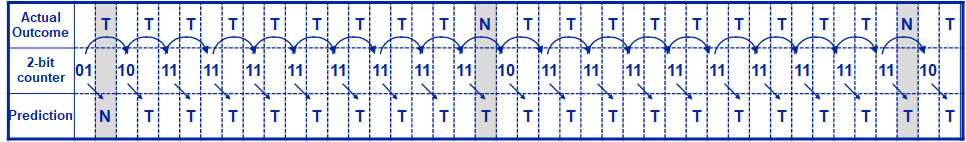 Actual Outcome T T T T T T T T T N T T T T T T T T T N T
2-bit counter 01 10 11 11 11 11 11 11 11 11 10 11 11 11 11 11 11 11 11 11 10
Prediction N T T T T T T T T T T T T T T T T T T T T